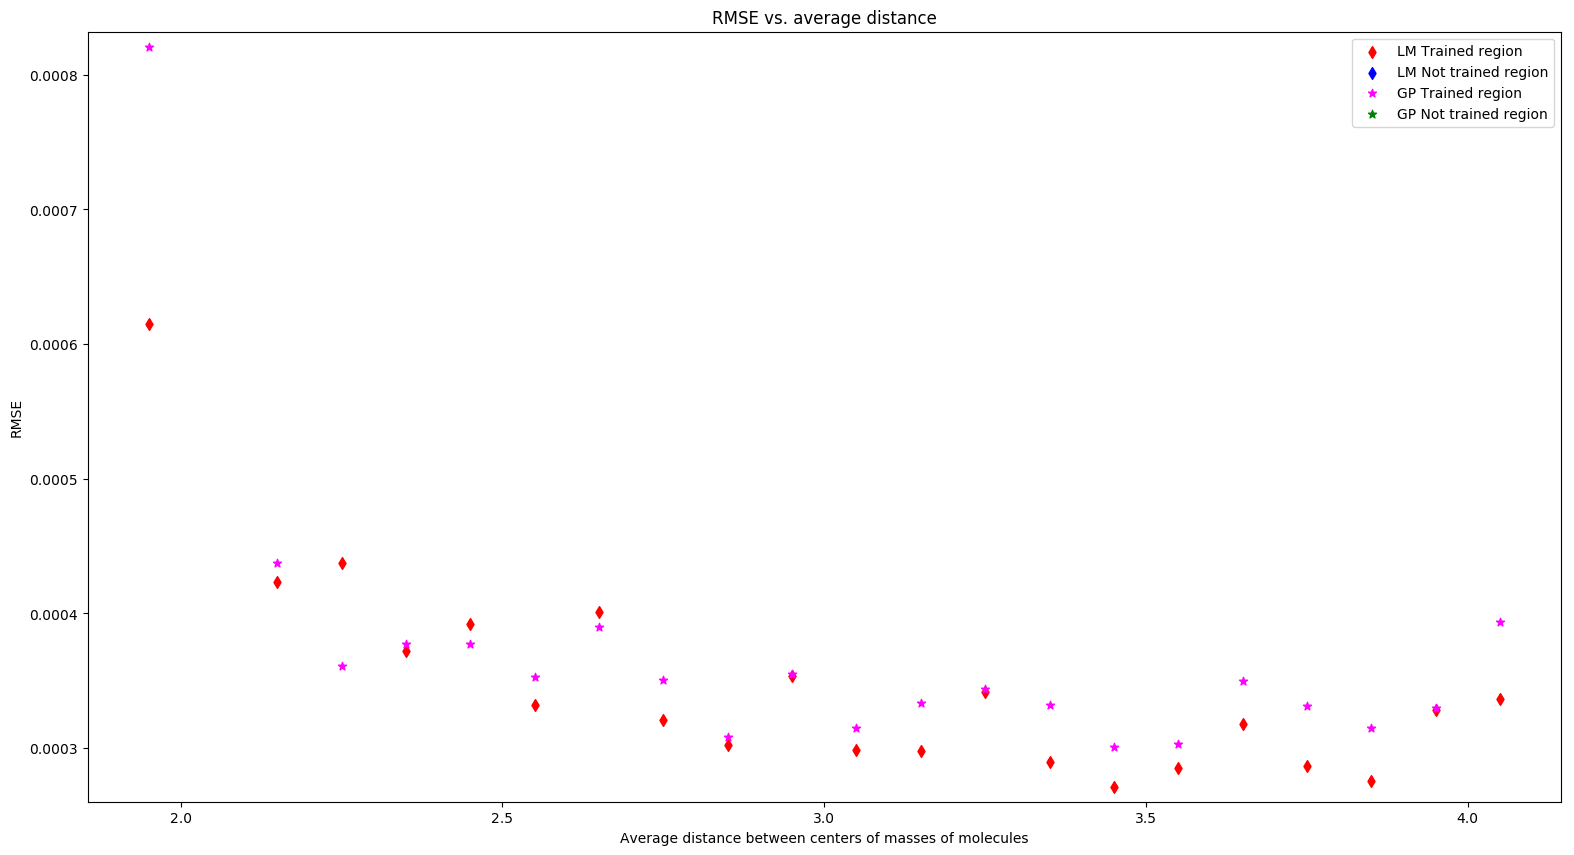 RMSE vs. average distance
LM Trained region
LM Not trained region
GP Trained region
GP Not trained region
0.0008
0.0007
0.0006
0.0005
0.0004
0.0003
RMSE
2.0
2.5
3.0
3.5
4.0
Average distance between centers of masses of molecules